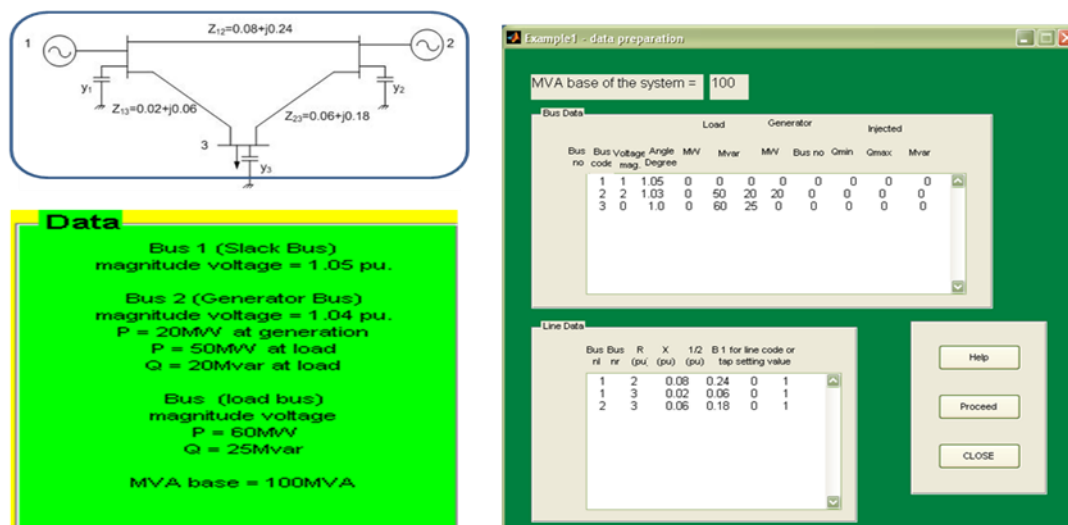 Z12=0.08+j0.24
1
2
y1
y2
Z13=0.02+j0.06
Z23=0.06+j0.18
3
y3
Data
Bus 1 (Slack Bus)
magnitude voltage = 1.05 pu.
Bus 2 (Generator Bus)
magnitude voltage = 1.04 pu.
P = 20MW at generation
P = 50MW at load
Q = 20Mvar at load
Bus (load bus)
magnitude voltage
P = 60MW
Q = 25Mvar
MVA base = 100MVA
Example1 - data preparation
MVA base of the system = 100
Bus Data
Load Generator Injected
Bus no Bus code Voltage mag. Angle Degree MW Mvar MW Bus no Qmin Qmax Mvar
1 1 1.05 0 0 0 0 0 0 0 0
2 2 1.03 0 50 20 20 0 0 0 0
3 0 1.0 0 60 25 0 0 0 0 0
Line Data
Bus Bus R X 1/2 B 1 for line code or
nl nr (pu) (pu) (pu) tap setting value
1 2 0.08 0.24 0 1
1 3 0.02 0.06 0 1
2 3 0.06 0.18 0 1
Help
Proceed
CLOSE